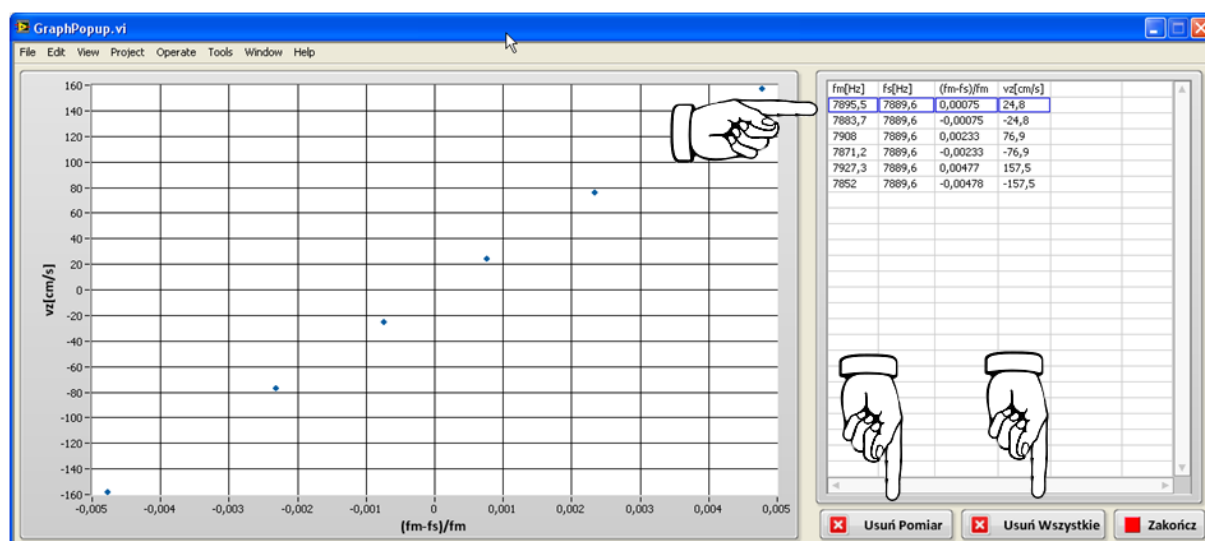 GraphPopup.vi
File Edit View Project Operate Tools Window Help
160
140
120
100
80
60
40
20
0
-20
-40
-60
-80
-100
-120
-140
-160
vz[cm/s]
-0,005 -0,004 -0,003 -0,002 -0,001 0 0,001 0,002 0,003 0,004 0,005
(fm-fs)/fm
fm[Hz] fs[Hz] (fm-fs)/fm vz[cm/s]
7895,5 7889,6 0,00075 24,8
7883,7 7889,6 -0,00075 -24,8
7908 7889,6 0,00233 76,9
7871,2 7889,6 -0,00233 -76,9
7927,3 7889,6 0,00477 157,5
7852 7889,6 -0,00478 -157,5
Usuń Pomiar Usuń Wszystkie Zakończ